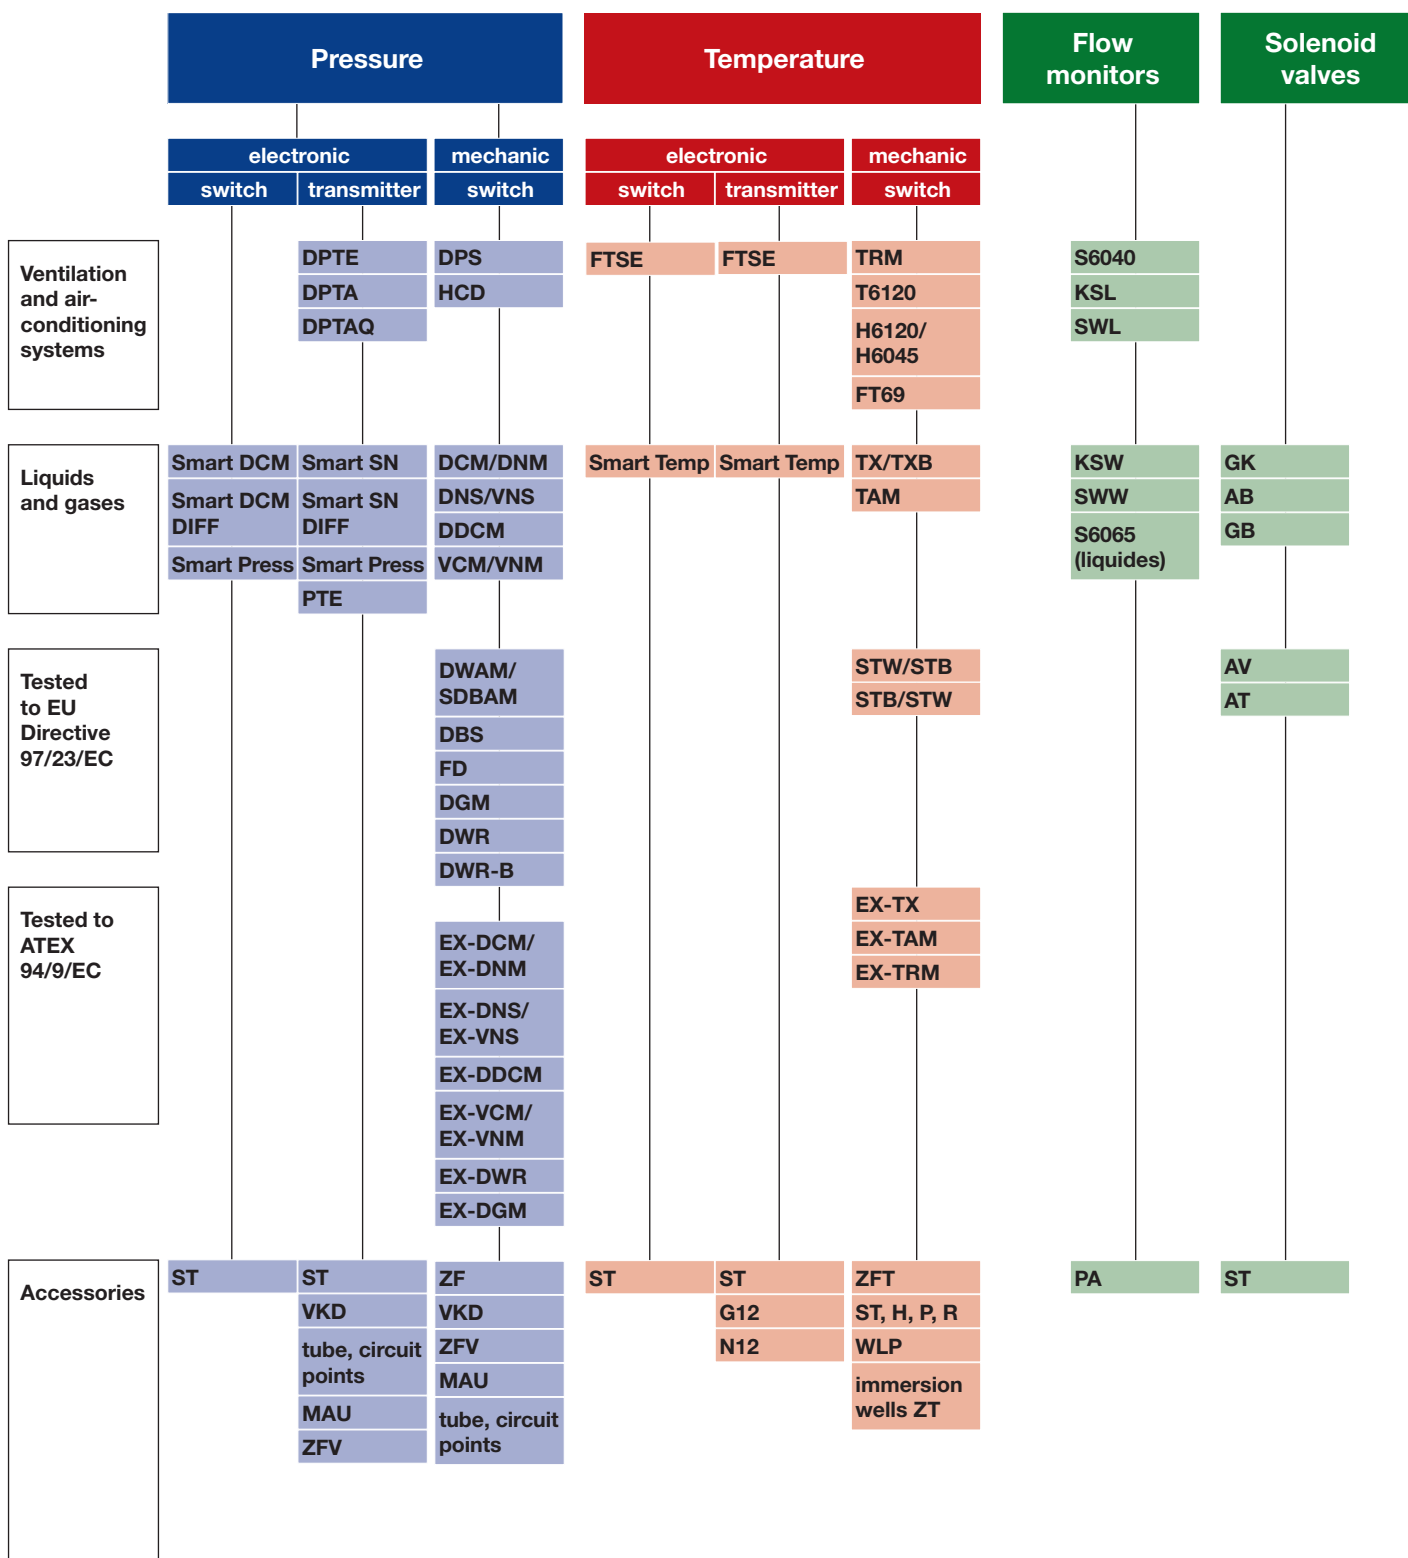 Pressure
Temperature
Flow
monitors
Solenoid
valves
electronic
mechanic
electronic
mechanic
switch
transmitter
switch
switch
transmitter
switch
Ventilation
and air-
conditioning
systems
DPTE
DPTA
DPTAQ
DPS
HCD
FTSE
FTSE
TRM
T6120
H6120/
H6045
FT69
S6040
KSL
SWL
Liquids
and gases
Smart DCM
Smart DCM
DIFF
Smart Press
Smart SN
Smart SN
DIFF
Smart Press
PTE
DCM/DNM
DNS/VNS
DDCM
VCM/VNM
Smart Temp
Smart Temp
TX/TXB
TAM
KSW
SWW
S6065
(liquides)
GK
AB
GB
Tested
to EU
Directive
97/23/EC
DWAM/
SDBAM
DBS
FD
DGM
DWR
DWR-B
STW/STB
STB/STW
AV
AT
Tested to
ATEX
94/9/EC
EX-DCM/
EX-DNM
EX-DNS/
EX-VNS
EX-DDCM
EX-VCM/
EX-VNM
EX-DWR
EX-DGM
EX-TX
EX-TAM
EX-TRM
Accessories
ST
ST
VKD
tube, circuit
points
MAU
ZFV
ZF
VKD
ZFV
MAU
tube, circuit
points
ST
ST
G12
N12
ZFT
ST, H, P, R
WLP
immersion
wells ZT
PA
ST